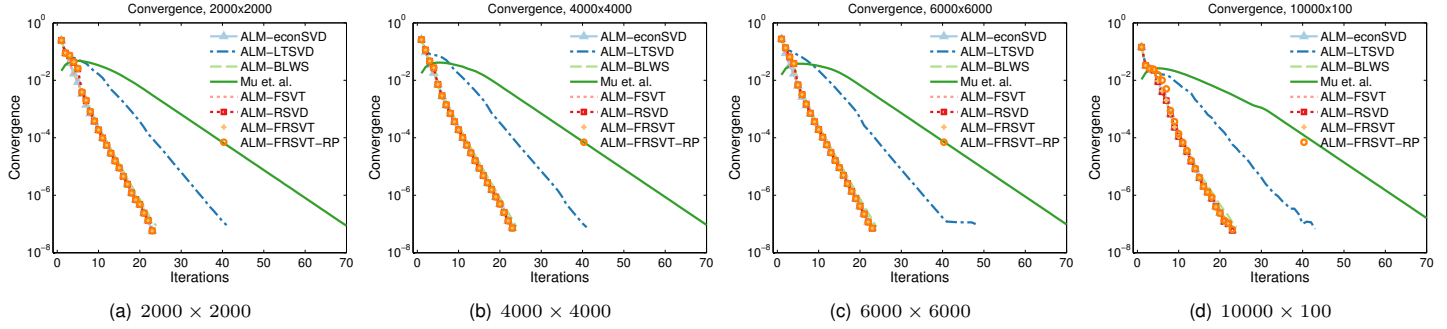 Convergence, 2000x2000
Convergence
10^0
10^-2
10^-4
10^-6
10^-8
ALM-econSVD
ALM-LTSVD
ALM-BLWS
Mu et. al.
ALM-FSVT
ALM-RSVD
ALM-FRSVT
ALM-FRSVT-RP
0 10 20 30 40 50 60 70
Iterations
(a) 2000 × 2000
Convergence, 4000x4000
Convergence
10^0
10^-2
10^-4
10^-6
10^-8
ALM-econSVD
ALM-LTSVD
ALM-BLWS
Mu et. al.
ALM-FSVT
ALM-RSVD
ALM-FRSVT
ALM-FRSVT-RP
0 10 20 30 40 50 60 70
Iterations
(b) 4000 × 4000
Convergence, 6000x6000
Convergence
10^0
10^-2
10^-4
10^-6
10^-8
ALM-econSVD
ALM-LTSVD
ALM-BLWS
Mu et. al.
ALM-FSVT
ALM-RSVD
ALM-FRSVT
ALM-FRSVT-RP
0 10 20 30 40 50 60 70
Iterations
(c) 6000 × 6000
Convergence, 10000x100
Convergence
10^0
10^-2
10^-4
10^-6
10^-8
ALM-econSVD
ALM-LTSVD
ALM-BLWS
Mu et. al.
ALM-FSVT
ALM-RSVD
ALM-FRSVT
ALM-FRSVT-RP
0 10 20 30 40 50 60 70
Iterations
(d) 10000 × 100